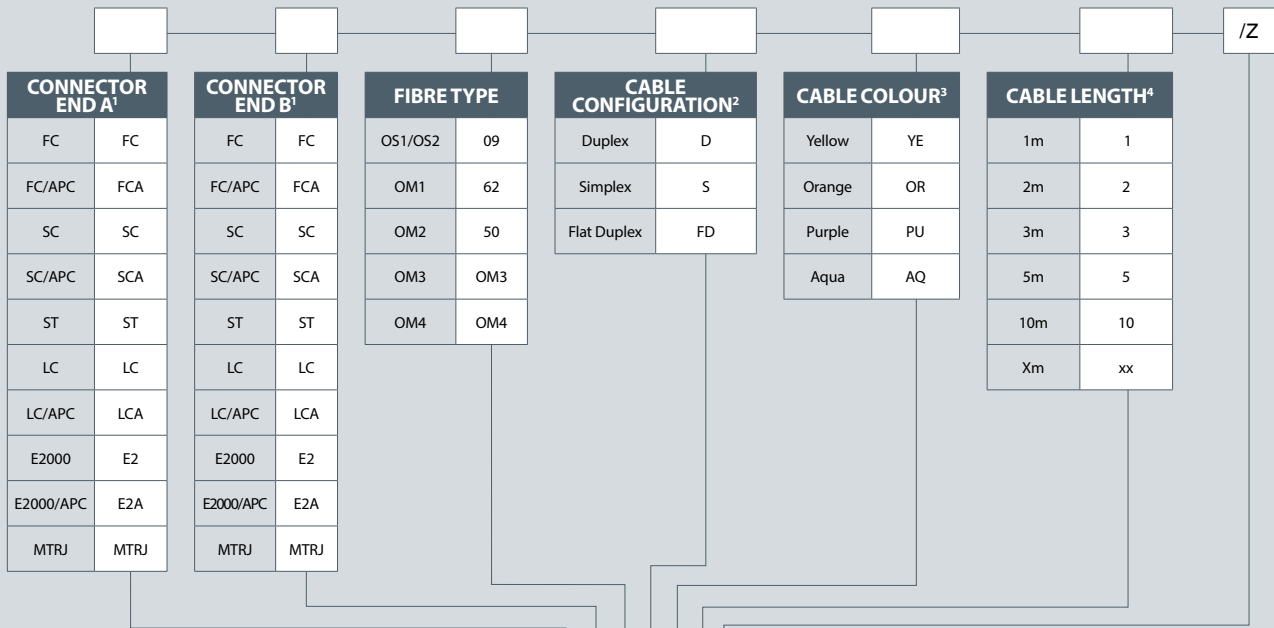 /Z
CONNECTOR END A¹
FC FC
FC/APC FCA
SC SC
SC/APC SCA
ST ST
LC LC
LC/APC LCA
E2000 E2
E2000/APC E2A
MTRJ MTRJ
CONNECTOR END B¹
FC FC
FC/APC FCA
SC SC
SC/APC SCA
ST ST
LC LC
LC/APC LCA
E2000 E2
E2000/APC E2A
MTRJ MTRJ
FIBRE TYPE
OS1/OS2 09
OM1 62
OM2 50
OM3 OM3
OM4 OM4
CABLE CONFIGURATION²
Duplex D
Simplex S
Flat Duplex FD
CABLE COLOUR³
Yellow YE
Orange OR
Purple PU
Aqua AQ
CABLE LENGTH⁴
1m 1
2m 2
3m 3
5m 5
10m 10
Xm xx